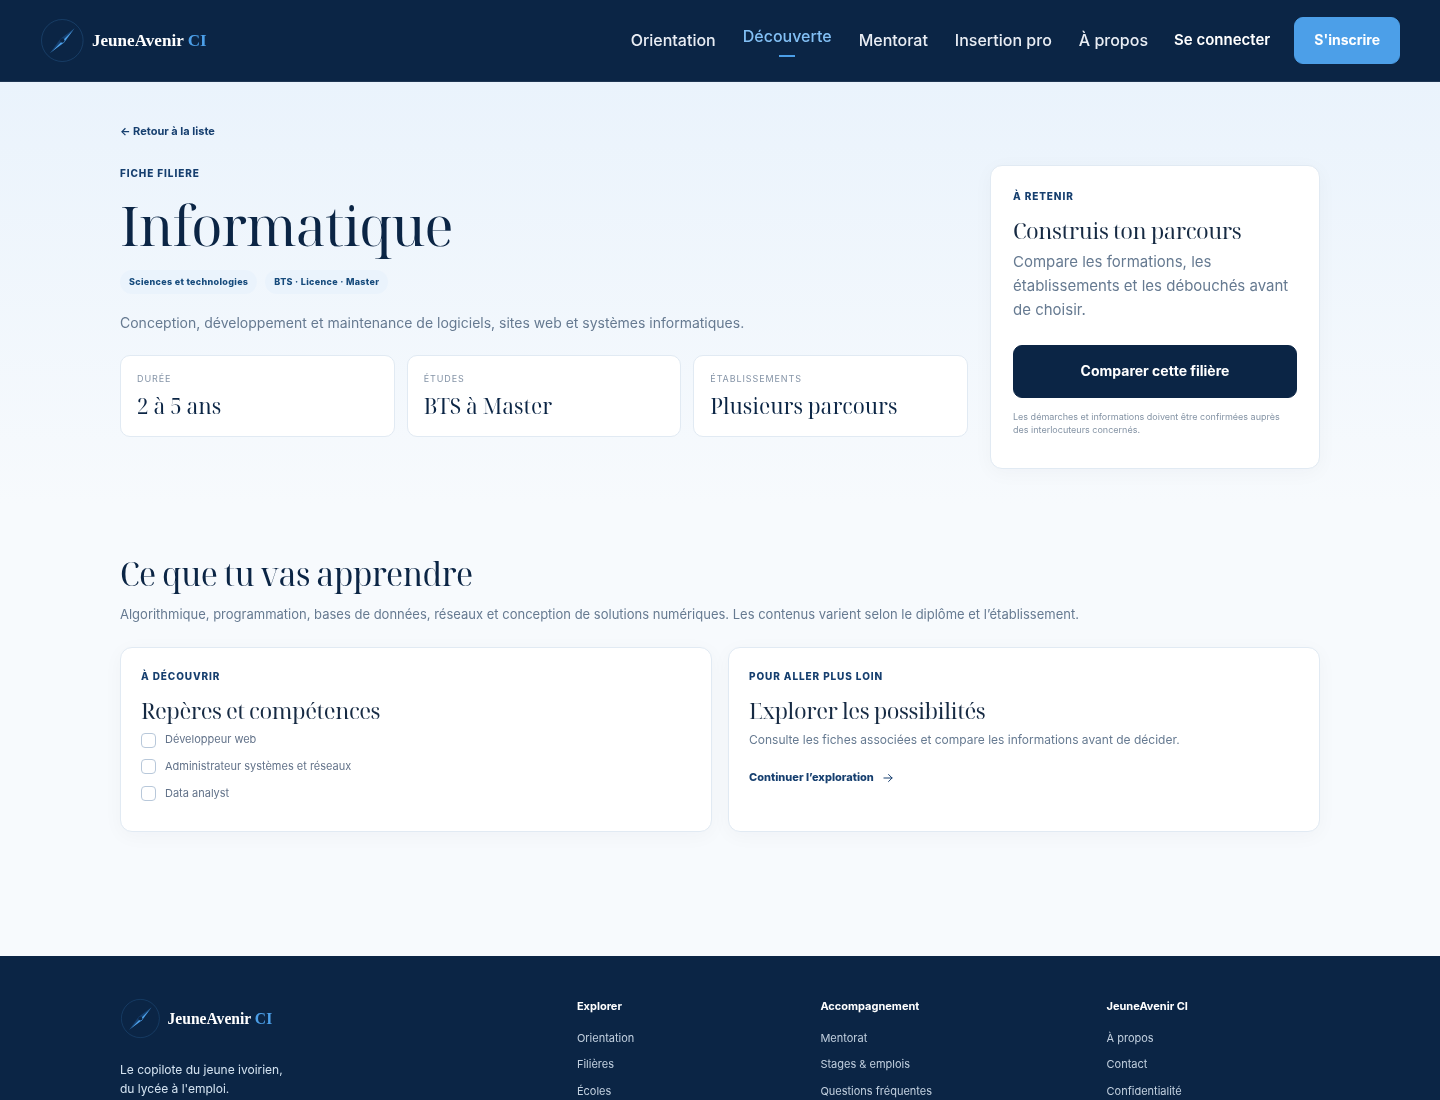 JeuneAvenir CI
Orientation
Découverte
Mentorat
Insertion pro
À propos
Se connecter
S'inscrire
← Retour à la liste
FICHE FILIERE
Informatique
Sciences et technologies
BTS · Licence · Master
Conception, développement et maintenance de logiciels, sites web et systèmes informatiques.
DURÉE
2 à 5 ans
ÉTUDES
BTS à Master
ÉTABLISSEMENTS
Plusieurs parcours
À RETENIR
Construis ton parcours
Compare les formations, les
établissements et les débouchés avant
de choisir.
Comparer cette filière
Les démarches et informations doivent être confirmées auprès
des interlocuteurs concernés.
Ce que tu vas apprendre
Algorithmique, programmation, bases de données, réseaux et conception de solutions numériques. Les contenus varient selon le diplôme et l’établissement.
À DÉCOUVRIR
Repères et compétences
Développeur web
Administrateur systèmes et réseaux
Data analyst
POUR ALLER PLUS LOIN
Explorer les possibilités
Consulte les fiches associées et compare les informations avant de décider.
Continuer l’exploration →
JeuneAvenir CI
Le copilote du jeune ivoirien,
du lycée à l'emploi.
Explorer
Orientation
Filières
Écoles
Accompagnement
Mentorat
Stages & emplois
Questions fréquentes
JeuneAvenir CI
À propos
Contact
Confidentialité